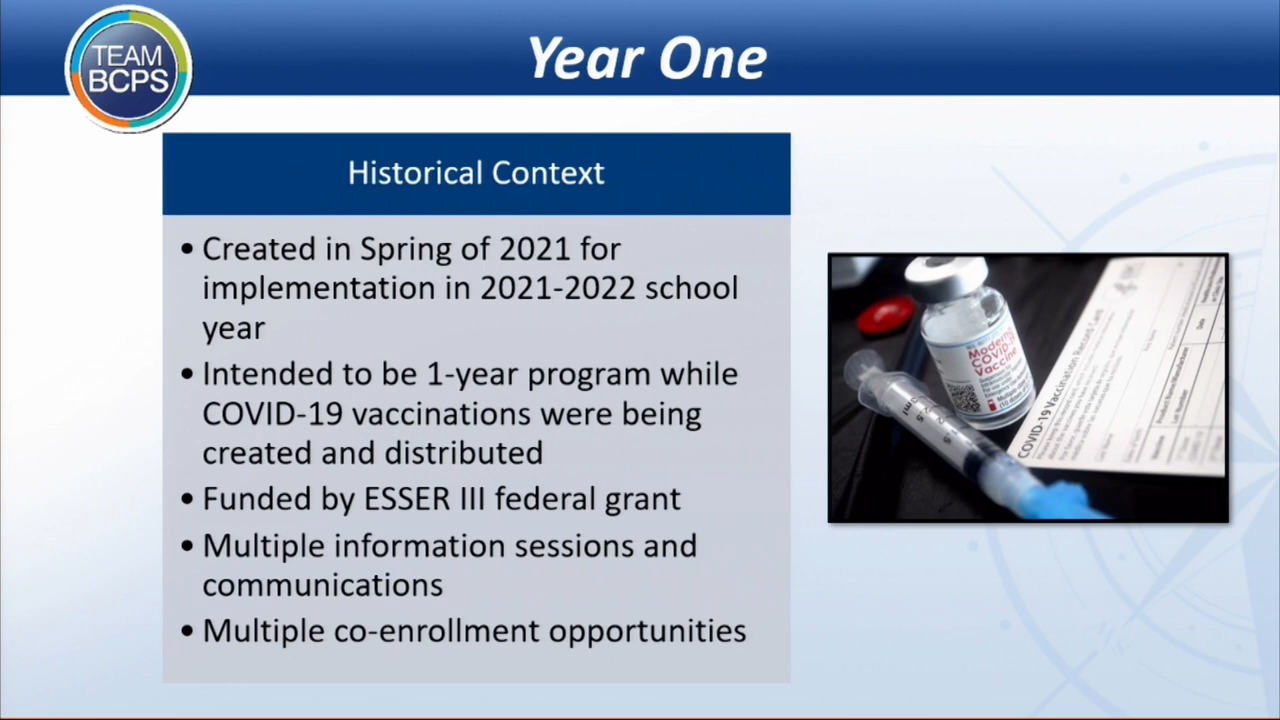 TEAM
BCPS
Year One
Historical Context
• Created in Spring of 2021 for
implementation in 2021-2022 school
year
• Intended to be 1-year program while
COVID-19 vaccinations were being
created and distributed
• Funded by ESSER III federal grant
• Multiple information sessions and
communications
• Multiple co-enrollment opportunities
Moderna
COVID-19
Vaccine
COVID-19 Vaccination Record Card